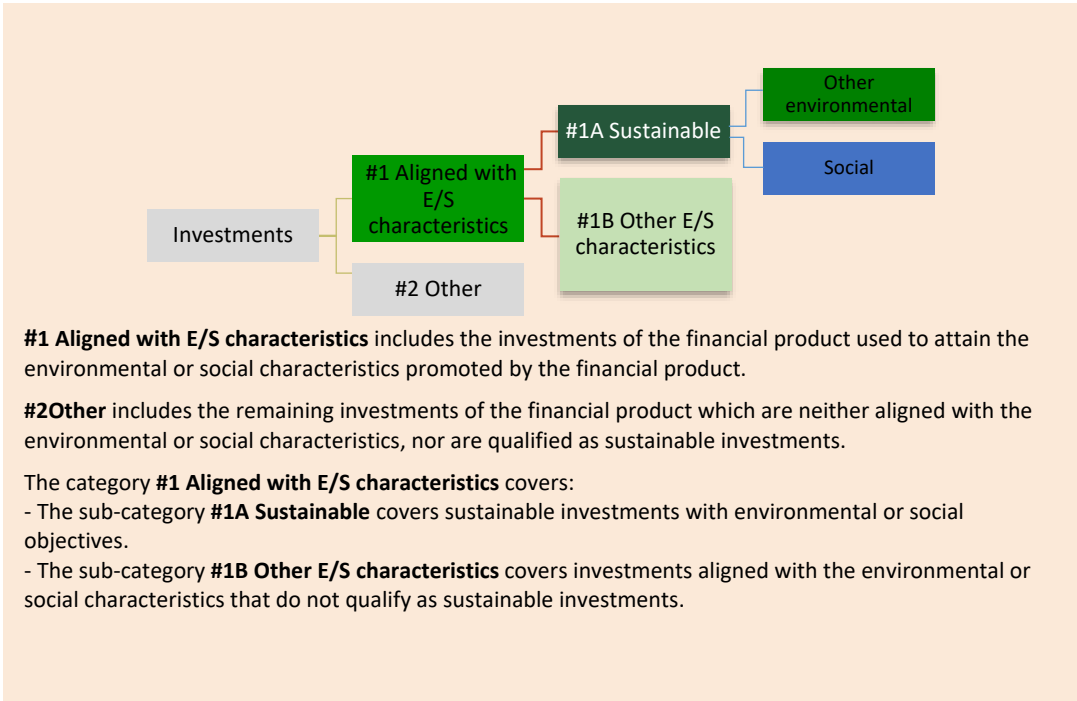 Other
environmental
#1A Sustainable
Social
#1 Aligned with
E/S
characteristics
#1B Other E/S
characteristics
Investments
#2 Other
#1 Aligned with E/S characteristics includes the investments of the financial product used to attain the
environmental or social characteristics promoted by the financial product.
#2Other includes the remaining investments of the financial product which are neither aligned with the
environmental or social characteristics, nor are qualified as sustainable investments.
The category #1 Aligned with E/S characteristics covers:
- The sub-category #1A Sustainable covers sustainable investments with environmental or social
objectives.
- The sub-category #1B Other E/S characteristics covers investments aligned with the environmental or
social characteristics that do not qualify as sustainable investments.